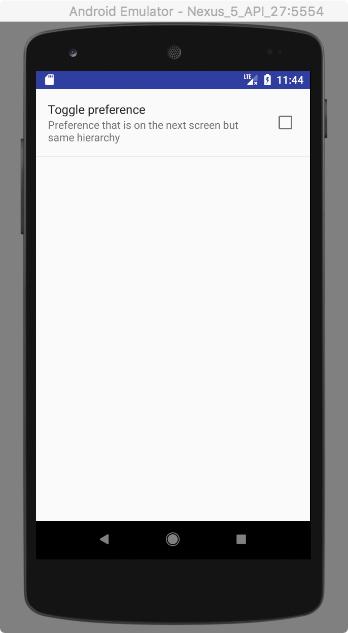 Android Emulator - Nexus_5_API_27:5554
LTE 11:44
Toggle preference
Preference that is on the next screen but
same hierarchy